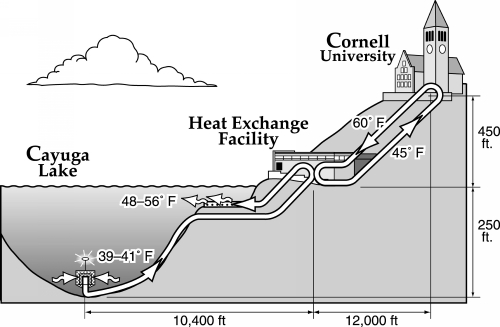 Cornell
University
60° F
45° F
Heat Exchange
Facility
Cayuga
Lake
48–56° F
39–41° F
450
ft.
250
ft.
10,400 ft
12,000 ft